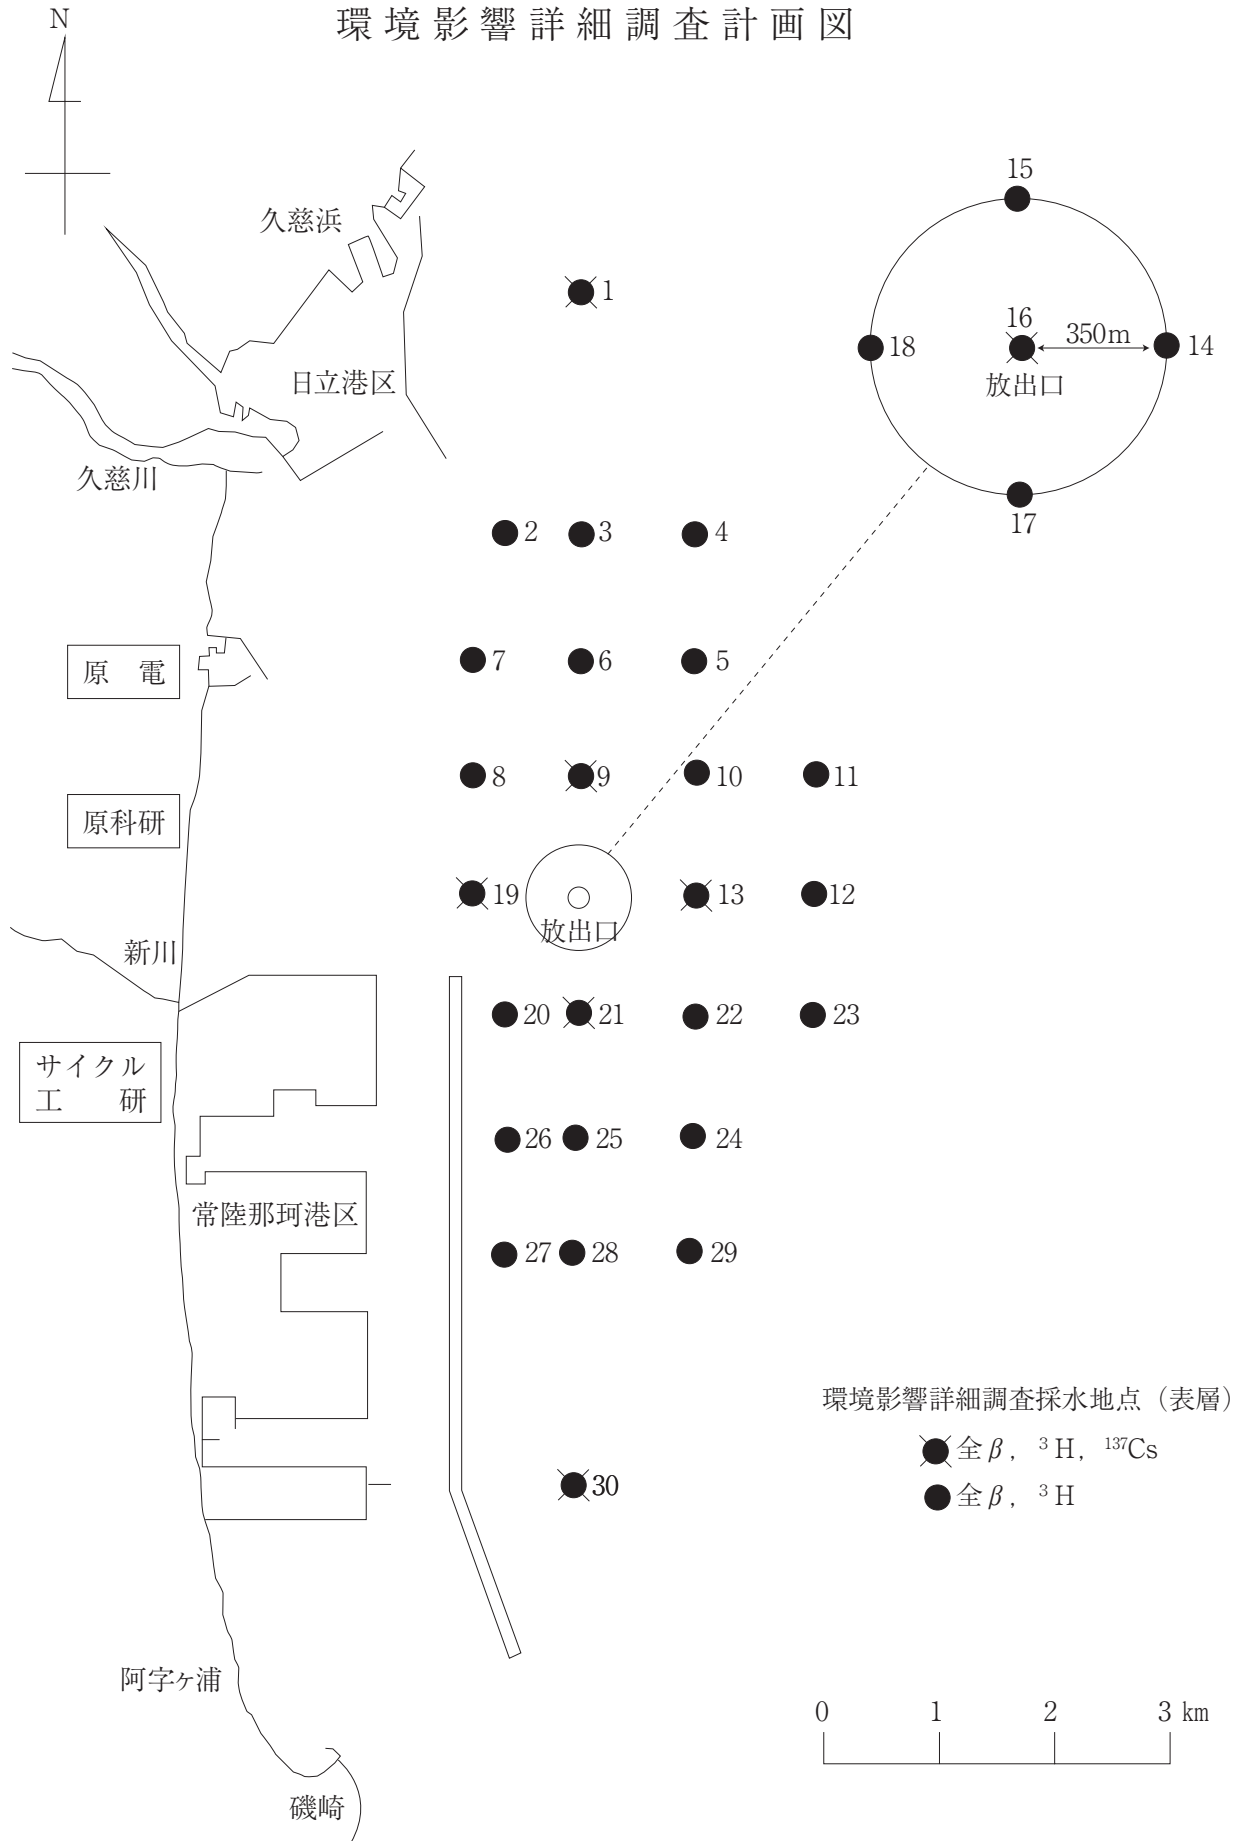 環境影響詳細調査計画図
N
久慈浜
15
1
16
350m
18
14
放出口
日立港区
久慈川
17
2
3
4
原 電
7
6
5
8
9
10
11
原科研
19
13
12
放出口
新川
20
21
22
23
サイクル
工 研
26
25
24
常陸那珂港区
27
28
29
環境影響詳細調査採水地点（表層）
全β, ³H, ¹³⁷Cs
30
全β, ³H
阿字ヶ浦
0 1 2 3 km
磯崎